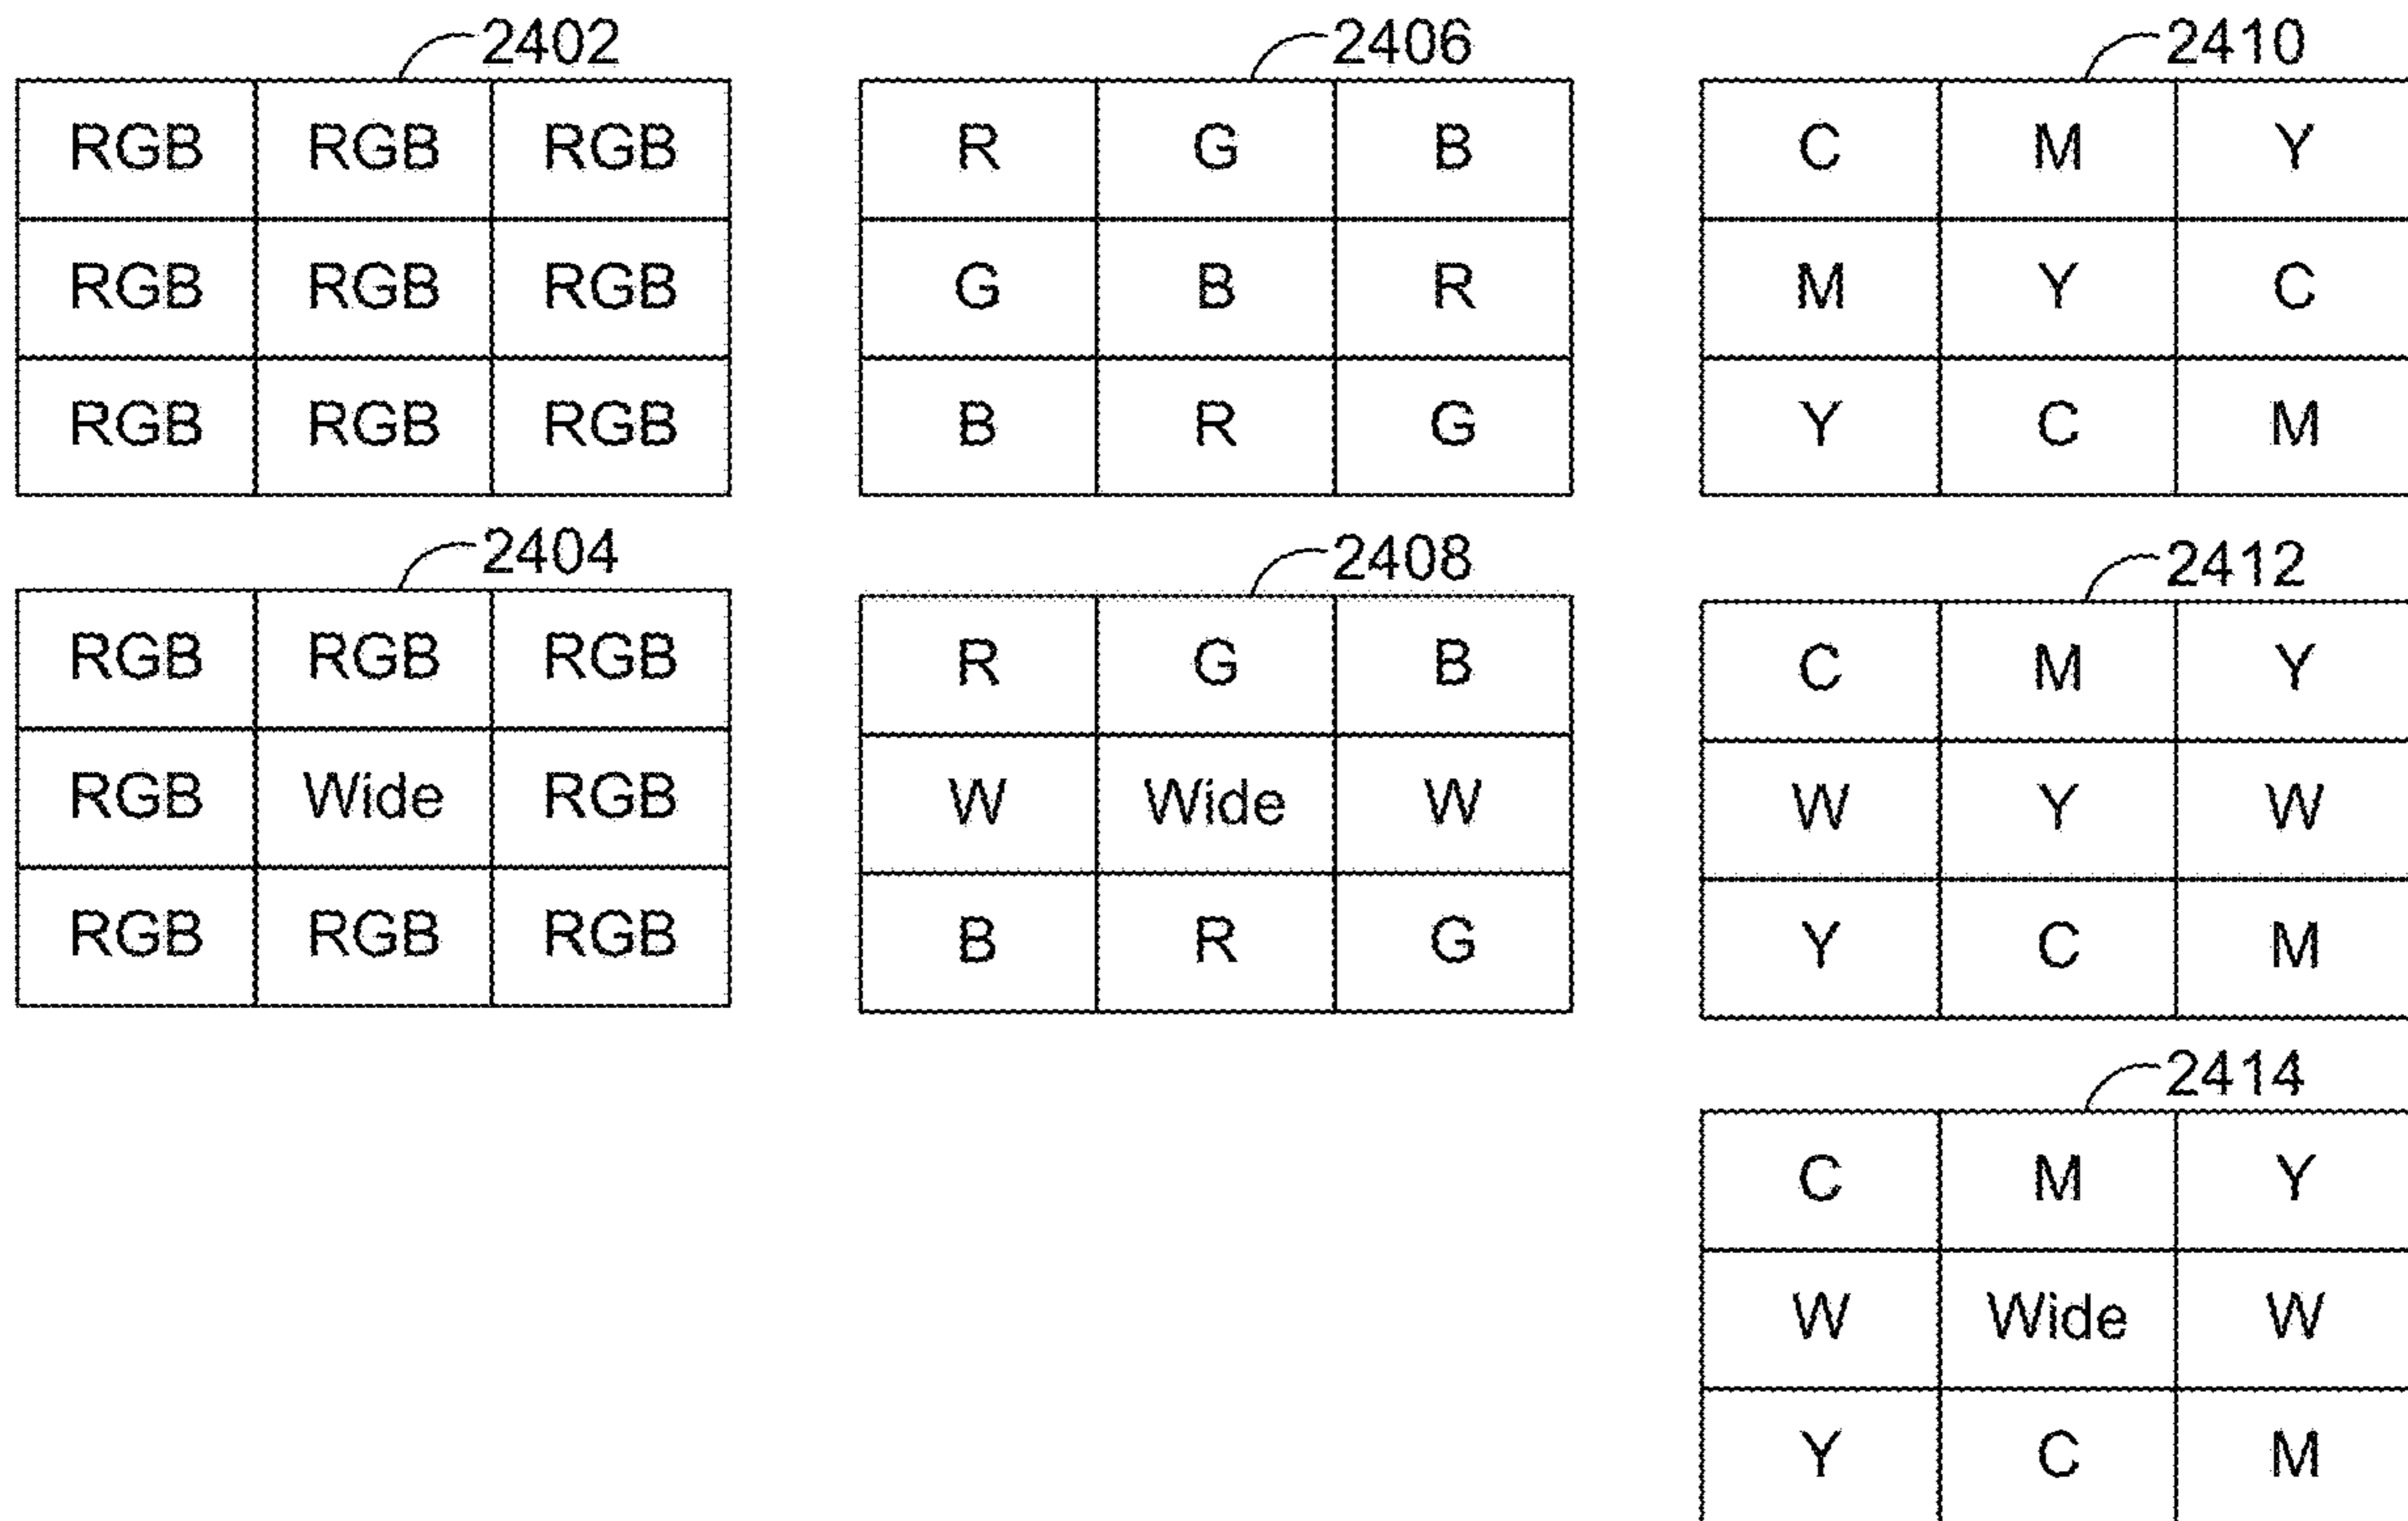 2402
RGB RGB RGB
RGB RGB RGB
RGB RGB RGB
2404
RGB RGB RGB
RGB Wide RGB
RGB RGB RGB
2406
R G B
G B R
B R G
2408
R G B
W Wide W
B R G
2410
C M Y
M Y C
Y C M
2412
C M Y
W Y W
Y C M
2414
C M Y
W Wide W
Y C M